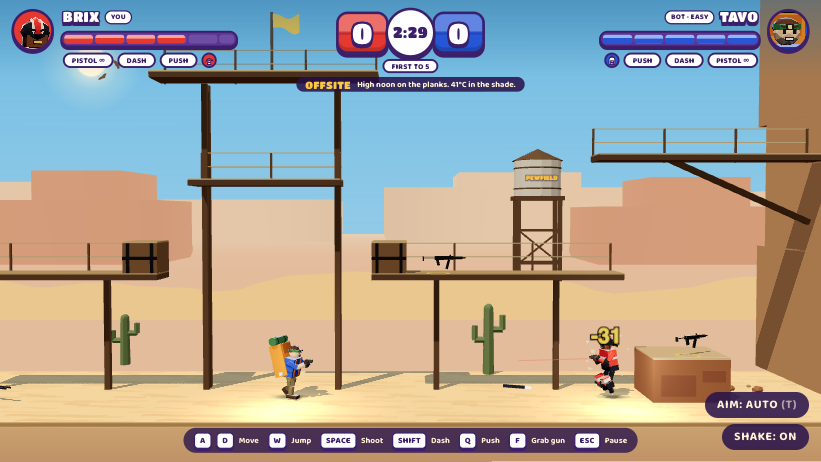 BRIX YOU
PISTOL ∞ DASH PUSH
0 2:29 0
FIRST TO 5
BOT · EASY TAVO
PUSH DASH PISTOL ∞
OFFSITE High noon on the planks. 41°C in the shade.
PENFIELD
-31
AIM: AUTO (T)
SHAKE: ON
A D Move W Jump SPACE Shoot SHIFT Dash Q Push F Grab gun ESC Pause